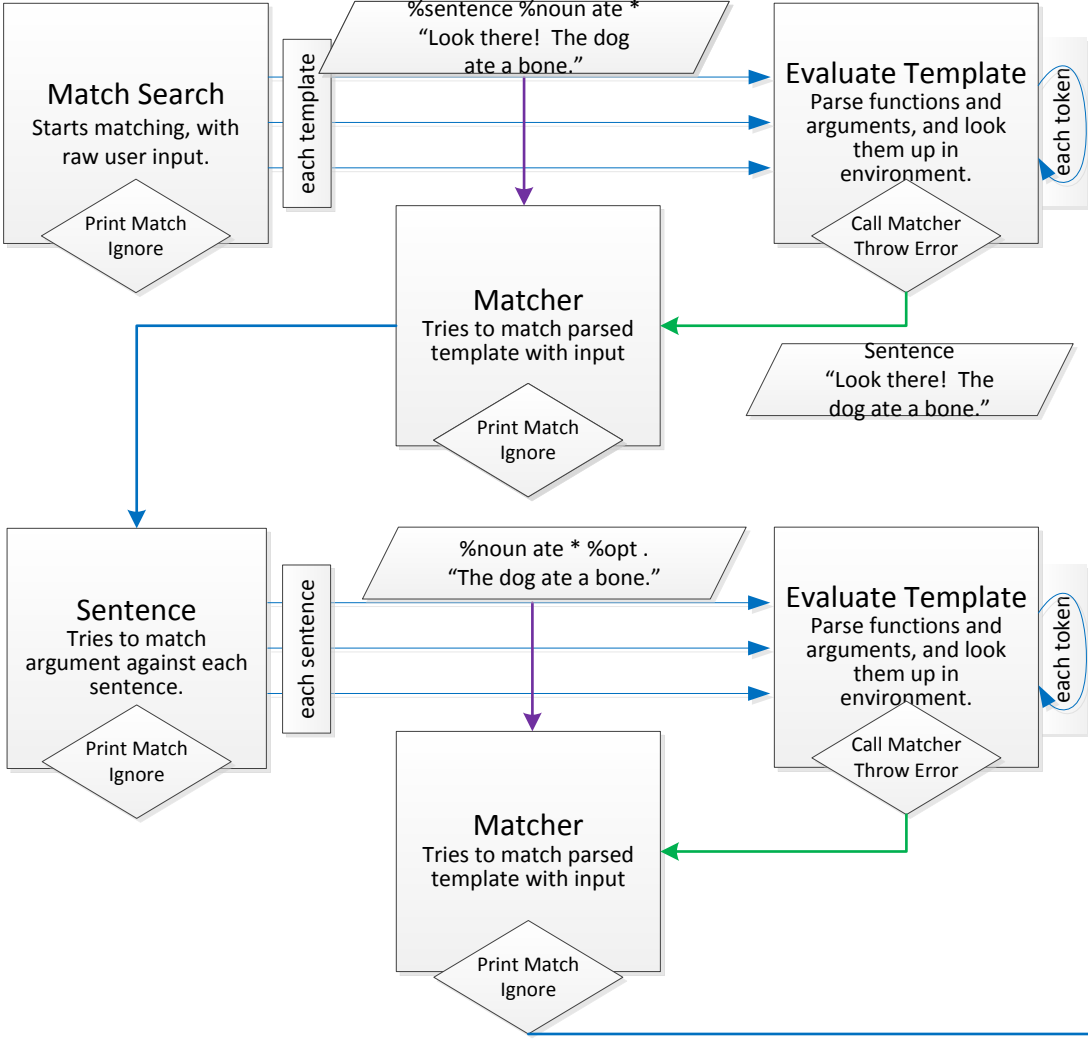 %sentence %noun ate *
“Look there!  The dog
ate a bone.”
Match Search
Starts matching, with
raw user input.
Print Match
Ignore
each template
Evaluate Template
Parse functions and
arguments, and look
them up in
environment.
Call Matcher
Throw Error
each token
Matcher
Tries to match parsed
template with input
Print Match
Ignore
Sentence
“Look there!  The
dog ate a bone.”
Sentence
Tries to match
argument against each
sentence.
Print Match
Ignore
each sentence
%noun ate * %opt .
“The dog ate a bone.”
Evaluate Template
Parse functions and
arguments, and look
them up in
environment.
Call Matcher
Throw Error
each token
Matcher
Tries to match parsed
template with input
Print Match
Ignore